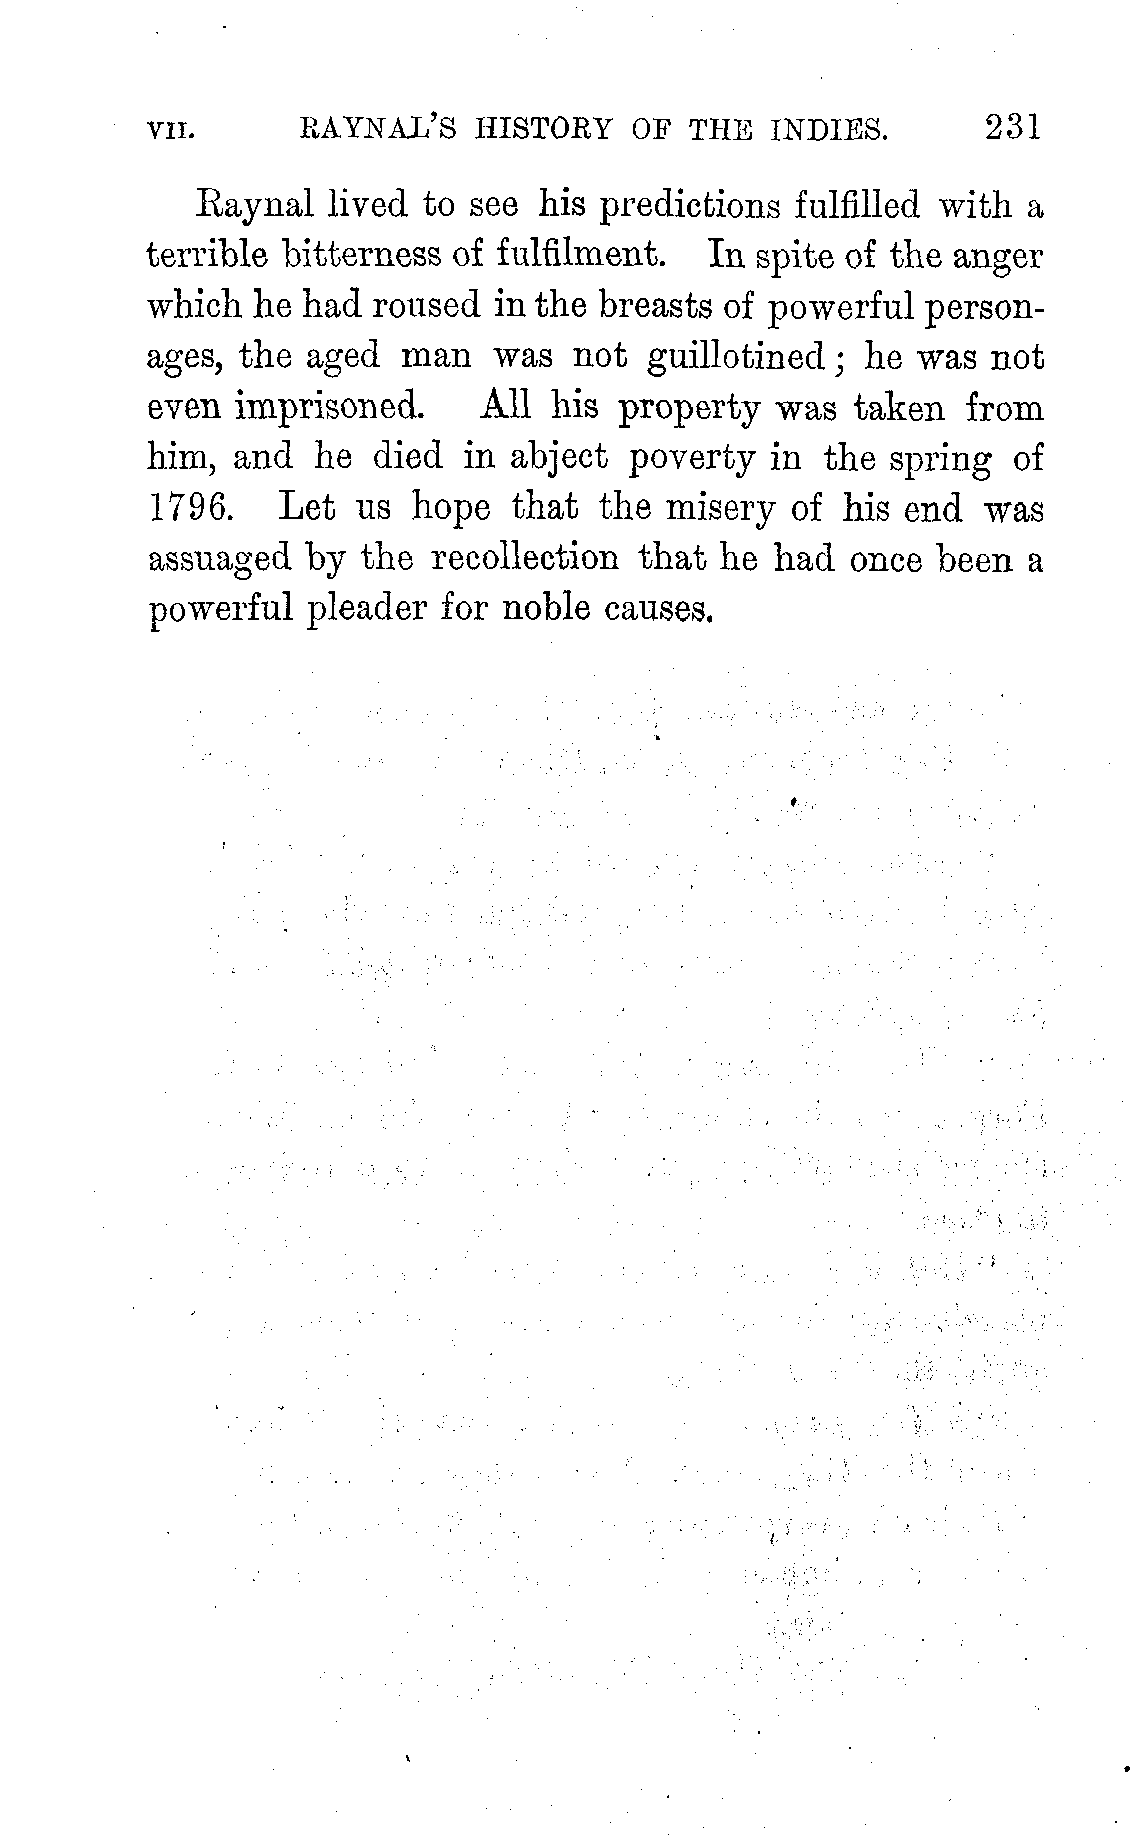 VII. RAYNAL'S HISTORY OF THE INDIES. 231
Raynal lived to see his predictions fulfilled with a
terrible bitterness of fulfilment. In spite of the anger
which he had roused in the breasts of powerful person-
ages, the aged man was not guillotined; he was not
even imprisoned. All his property was taken from
him, and he died in abject poverty in the spring of
1796. Let us hope that the misery of his end was
assuaged by the recollection that he had once been a
powerful pleader for noble causes.